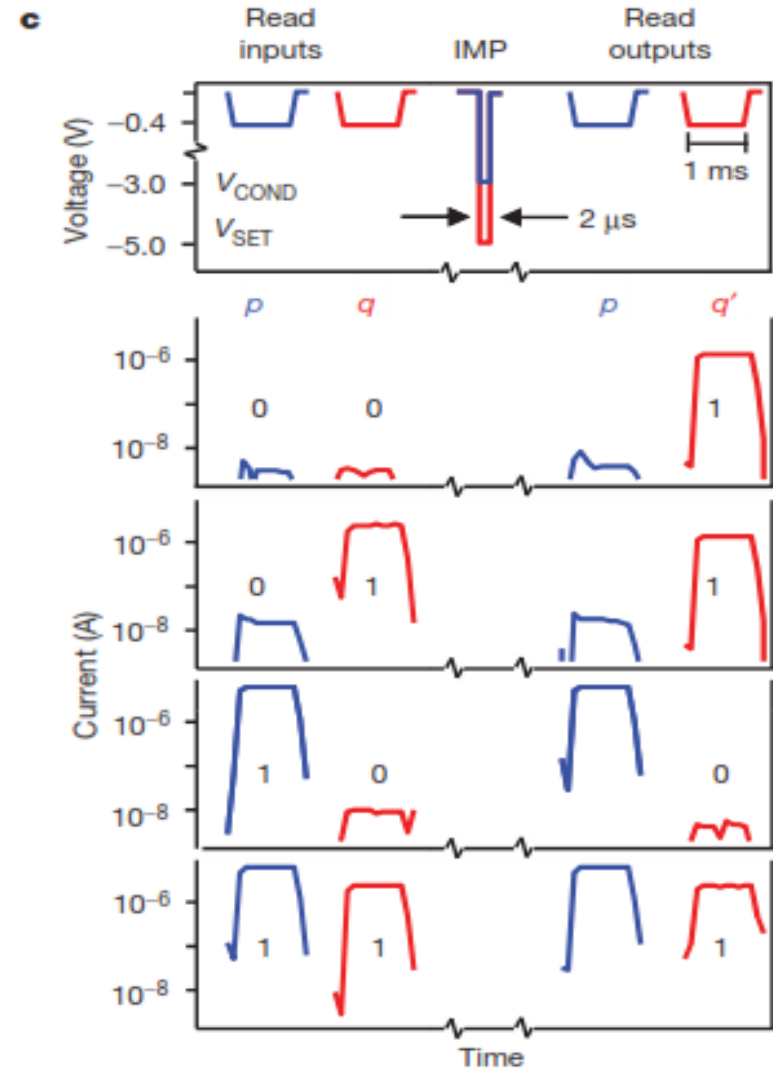 c
Read inputs
IMP
Read outputs
Voltage (V)
−0.4
−3.0
−5.0
V_COND
V_SET
2 μs
1 ms
p q p q′
Current (A)
10⁻⁶
0 0 1
10⁻⁸
10⁻⁶
0 1 1
10⁻⁸
10⁻⁶
1 0 0
10⁻⁸
10⁻⁶
1 1 1
10⁻⁸
Time